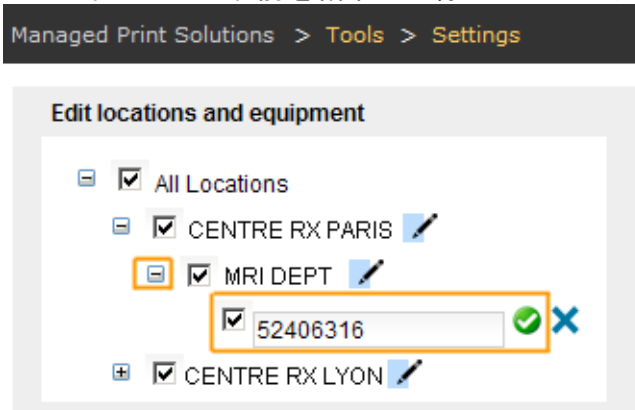 Managed Print Solutions > Tools > Settings
Edit locations and equipment
All Locations
CENTRE RX PARIS
MRI DEPT
52406316
CENTRE RX LYON